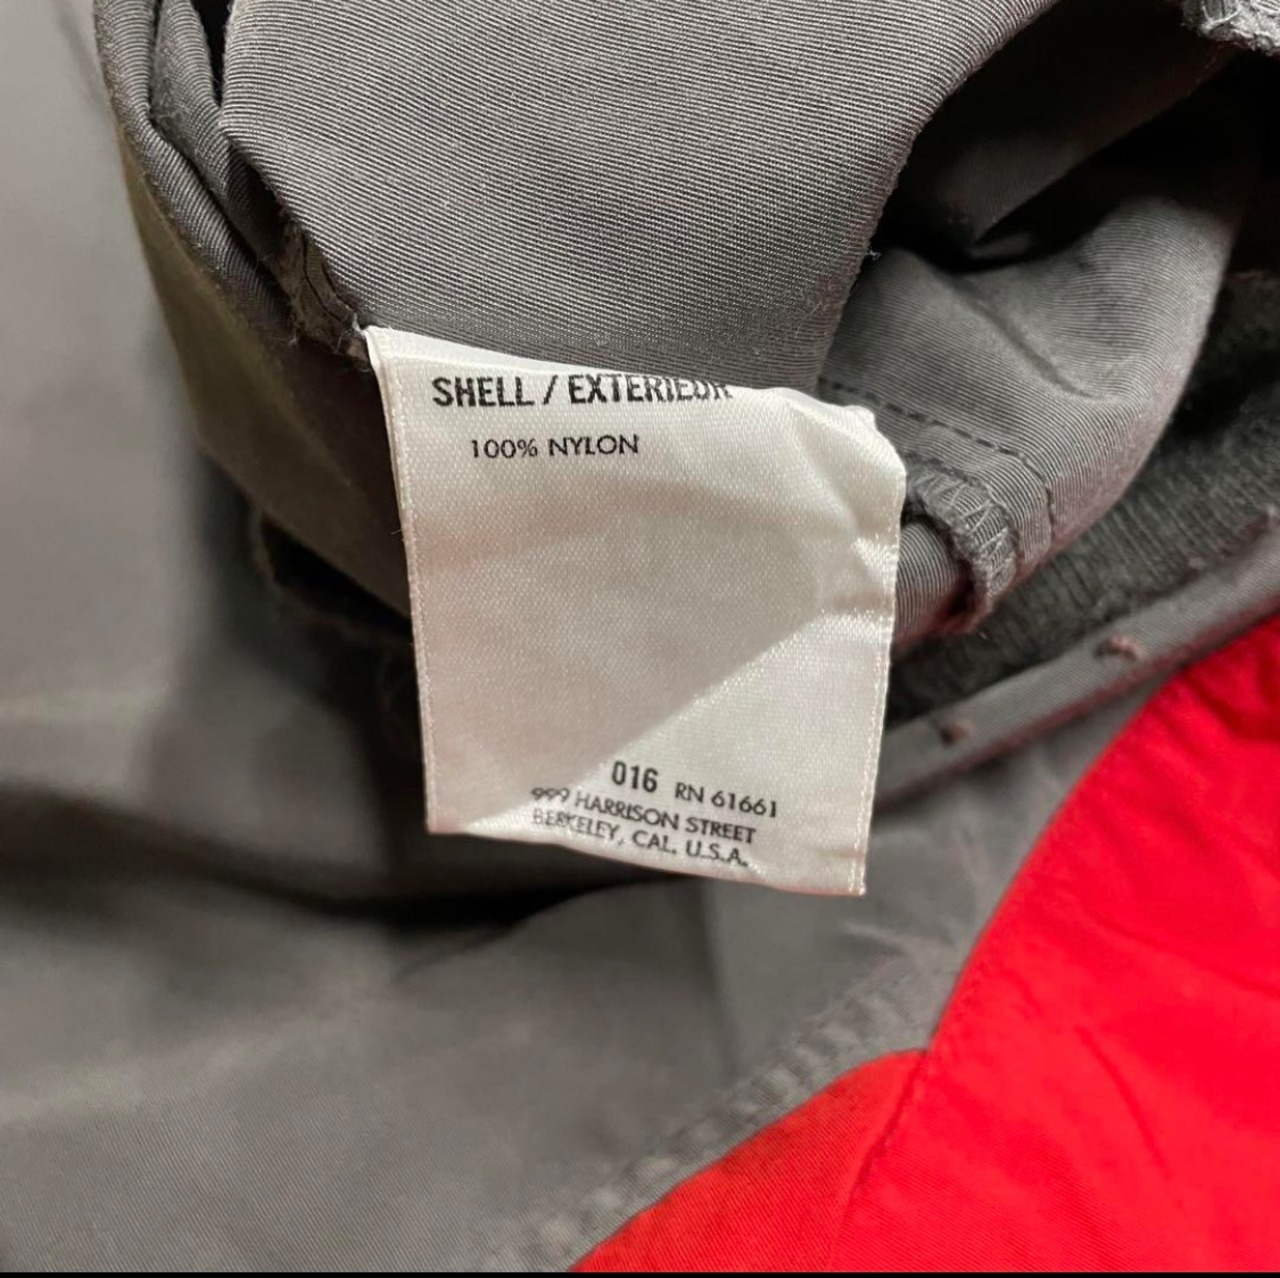 SHELL / EXTERIEUR
100% NYLON
016 RN 61661
999 HARRISON STREET
BERKELEY, CAL. U.S.A.